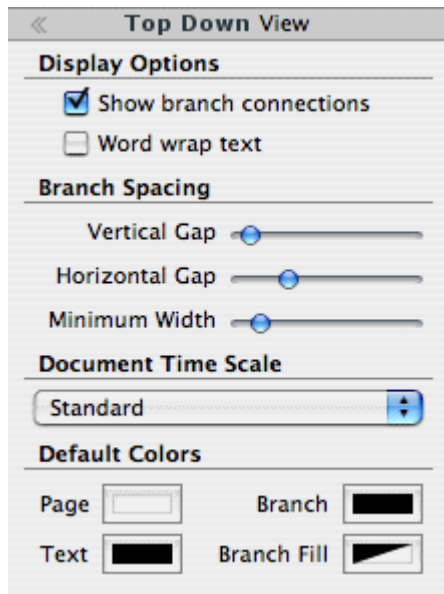 Top Down View
Display Options
Show branch connections
Word wrap text
Branch Spacing
Vertical Gap
Horizontal Gap
Minimum Width
Document Time Scale
Standard
Default Colors
Page Branch
Text Branch Fill